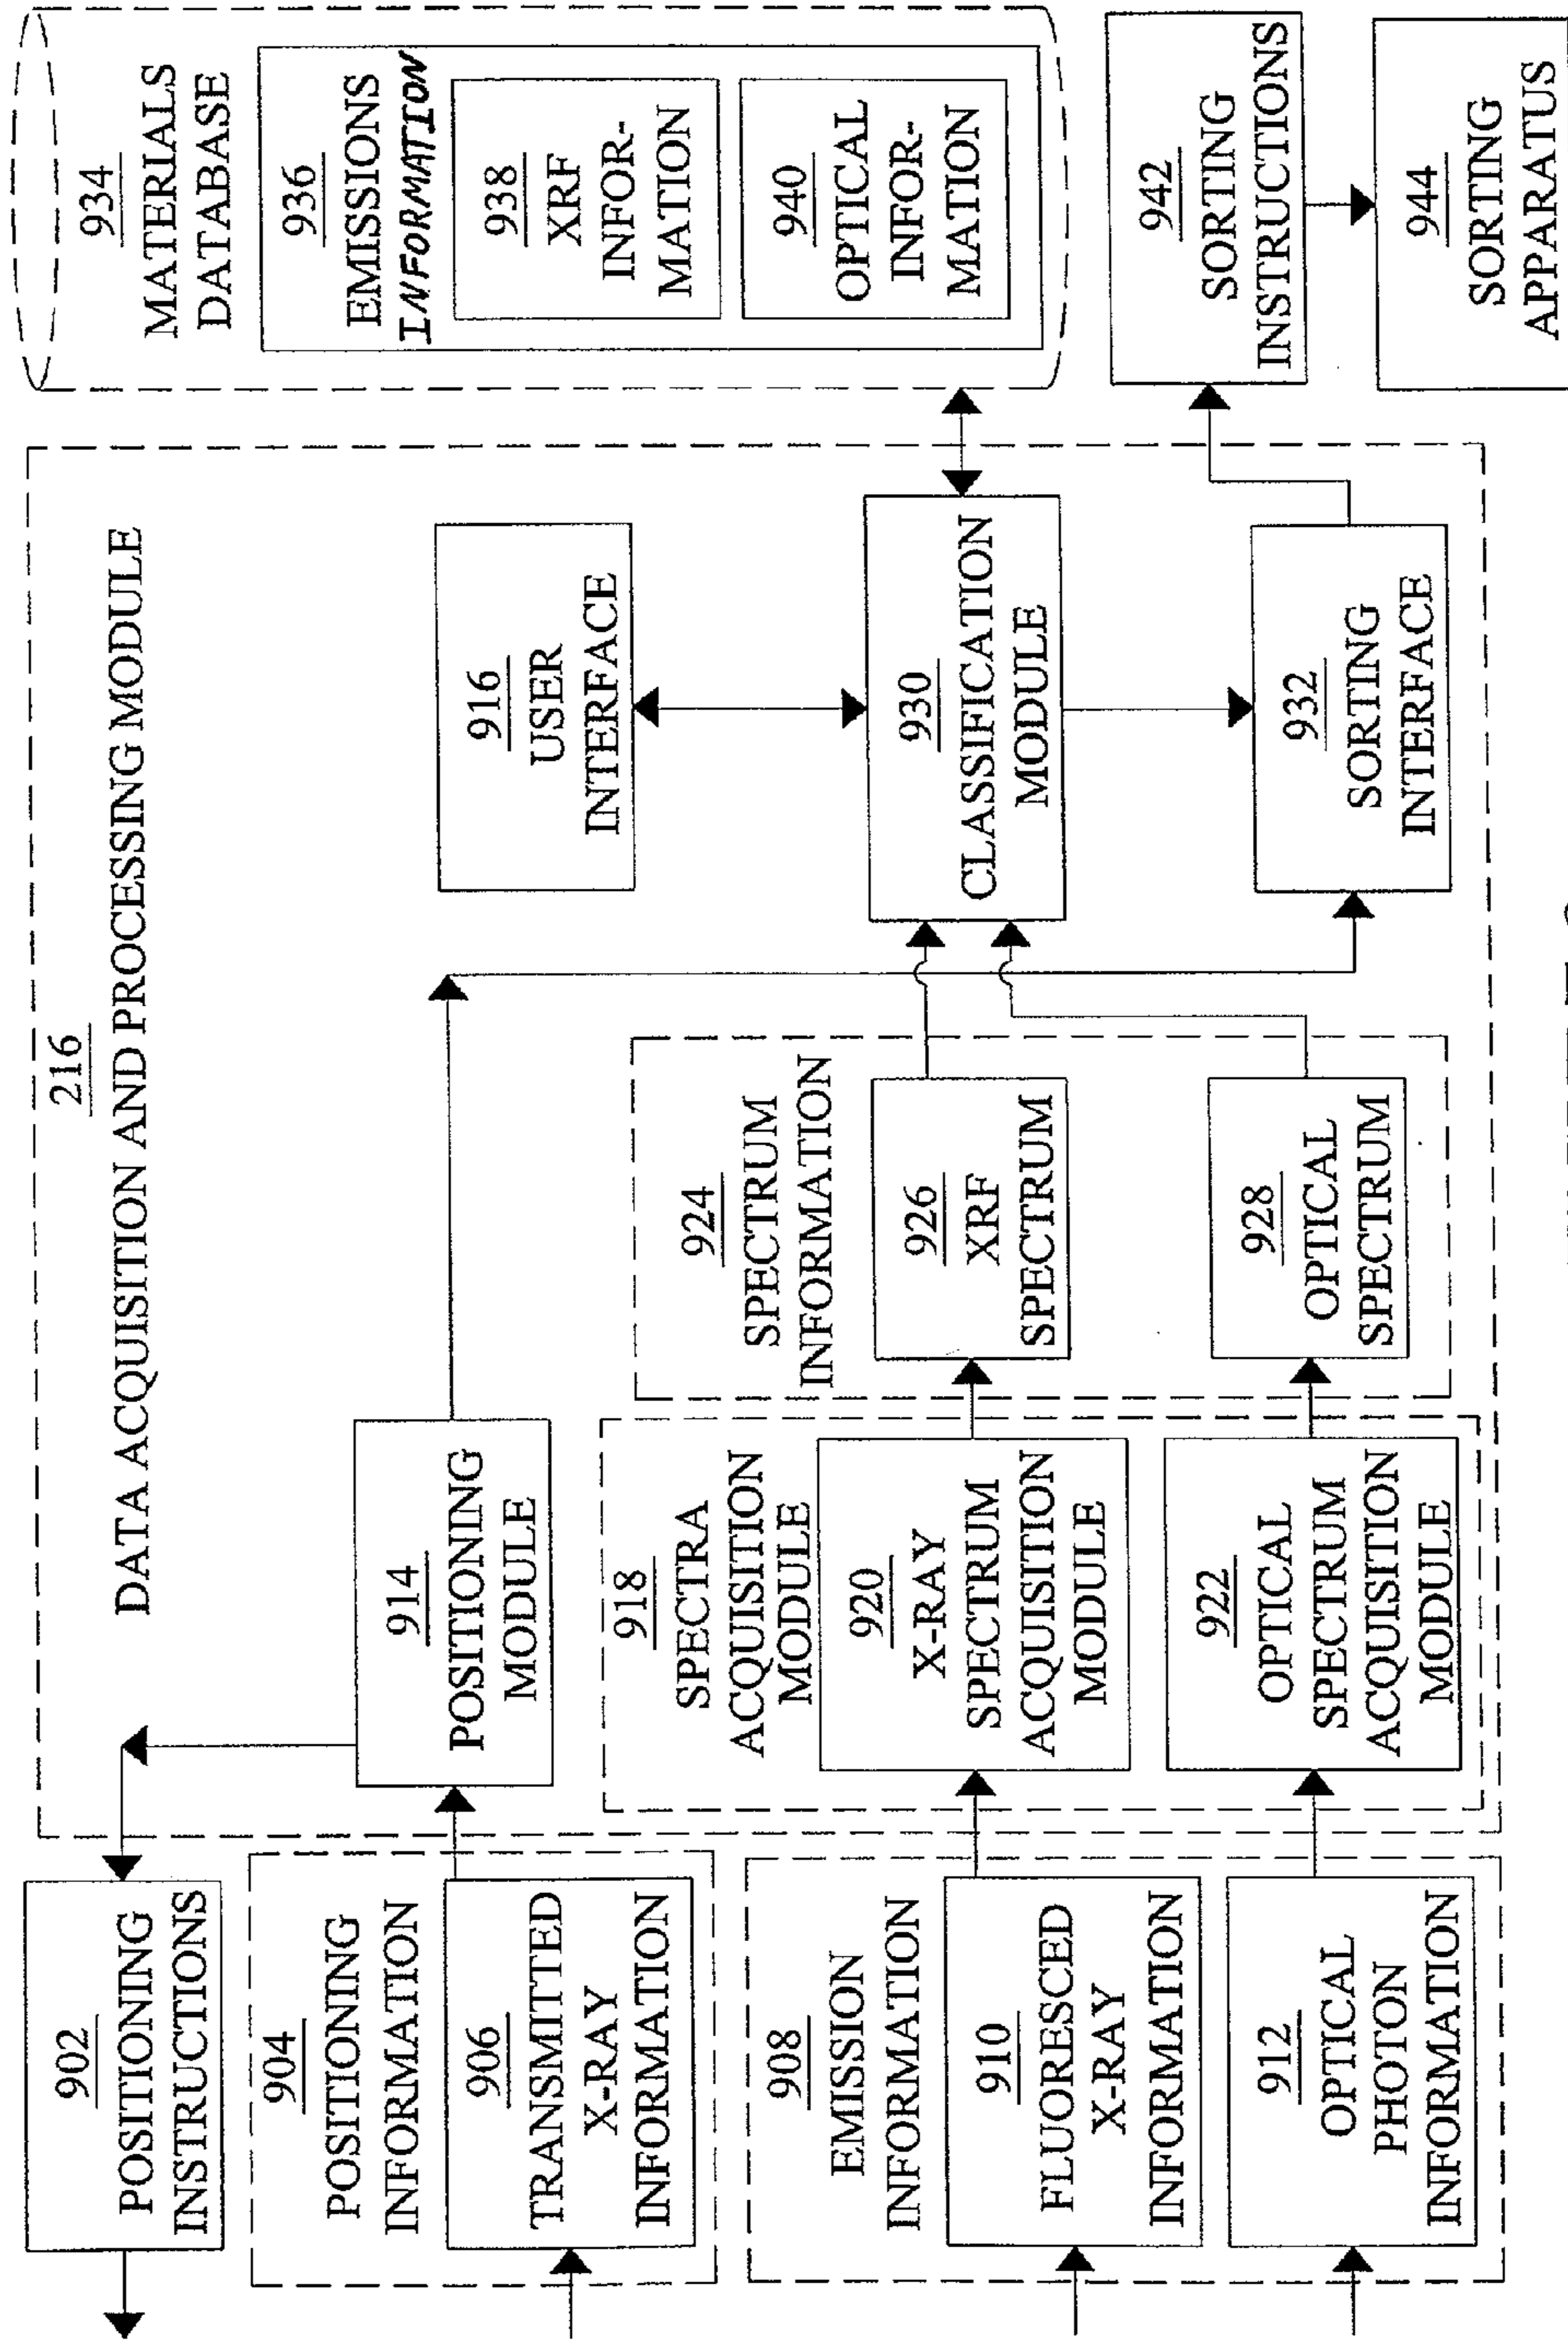 216
DATA ACQUISITION AND PROCESSING MODULE
902
POSITIONING
INSTRUCTIONS
904
POSITIONING
INFORMATION
906
TRANSMITTED
X-RAY
INFORMATION
908
EMISSION
INFORMATION
910
FLUORESCED
X-RAY
INFORMATION
912
OPTICAL
PHOTON
INFORMATION
914
POSITIONING
MODULE
918
SPECTRA
ACQUISITION
MODULE
920
X-RAY
SPECTRUM
ACQUISITION
MODULE
922
OPTICAL
SPECTRUM
ACQUISITION
MODULE
924
SPECTRUM
INFORMATION
926
XRF
SPECTRUM
928
OPTICAL
SPECTRUM
916
USER
INTERFACE
930
CLASSIFICATION
MODULE
932
SORTING
INTERFACE
934
MATERIALS
DATABASE
936
EMISSIONS
INFORMATION
938
XRF
INFOR-
MATION
940
OPTICAL
INFOR-
MATION
942
SORTING
INSTRUCTIONS
944
SORTING
APPARATUS